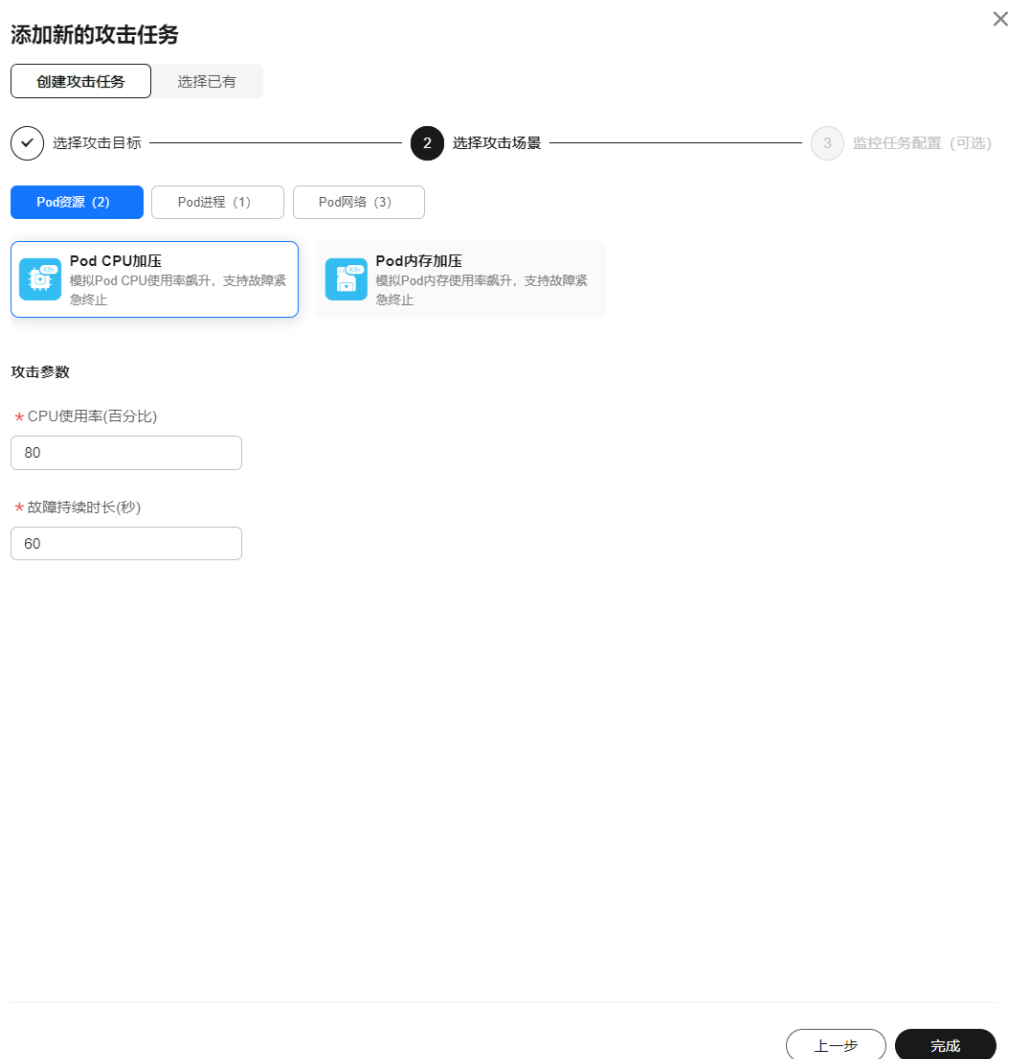 添加新的攻击任务
创建攻击任务 选择已有
选择攻击目标 2 选择攻击场景 3 监控任务配置 (可选)
Pod资源（2） Pod进程（1） Pod网络（3）
Pod CPU加压
模拟Pod CPU使用率飙升，支持故障紧
急终止
Pod内存加压
模拟Pod内存使用率飙升，支持故障紧
急终止
攻击参数
* CPU使用率(百分比)
80
* 故障持续时长(秒)
60
上一步 完成